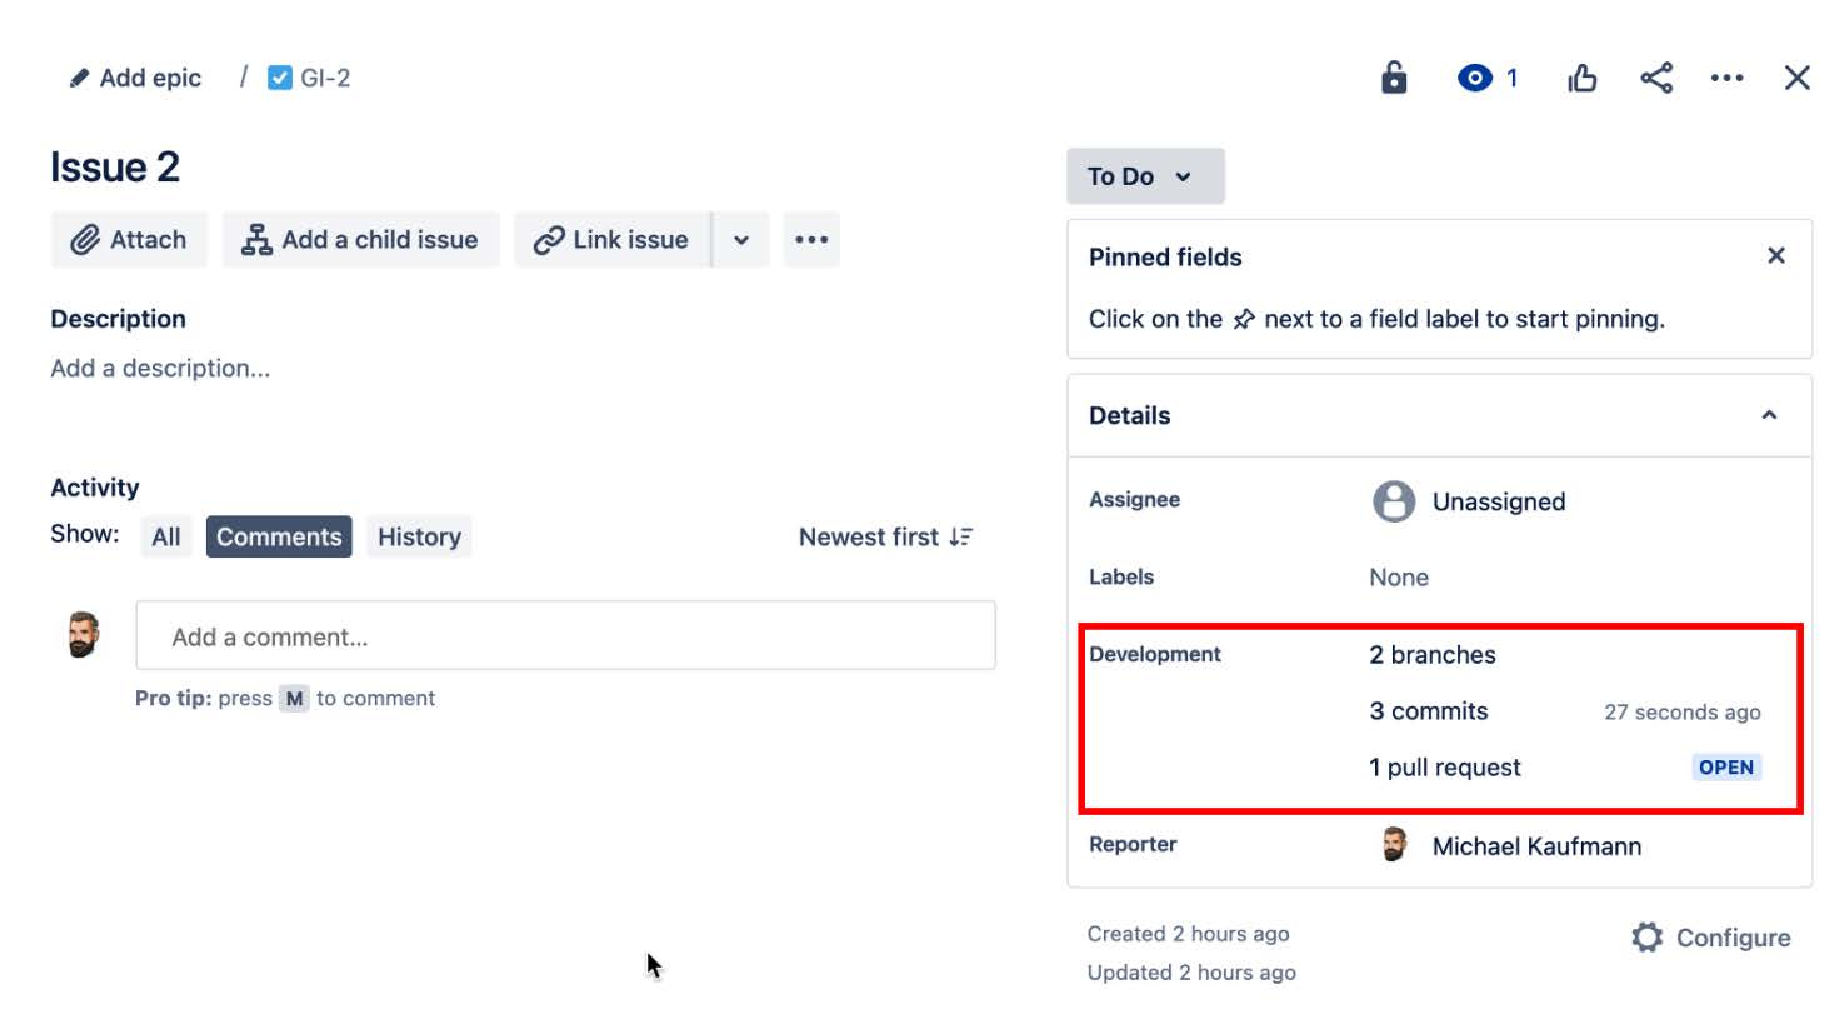 Add epic / GI-2
1
Issue 2
To Do
Attach
Add a child issue
Link issue
Pinned fields
Click on the next to a field label to start pinning.
Description
Add a description...
Details
Activity
Show: All Comments History Newest first
Add a comment...
Pro tip: press M to comment
Assignee Unassigned
Labels None
Development 2 branches
3 commits 27 seconds ago
1 pull request OPEN
Reporter Michael Kaufmann
Created 2 hours ago
Updated 2 hours ago
Configure